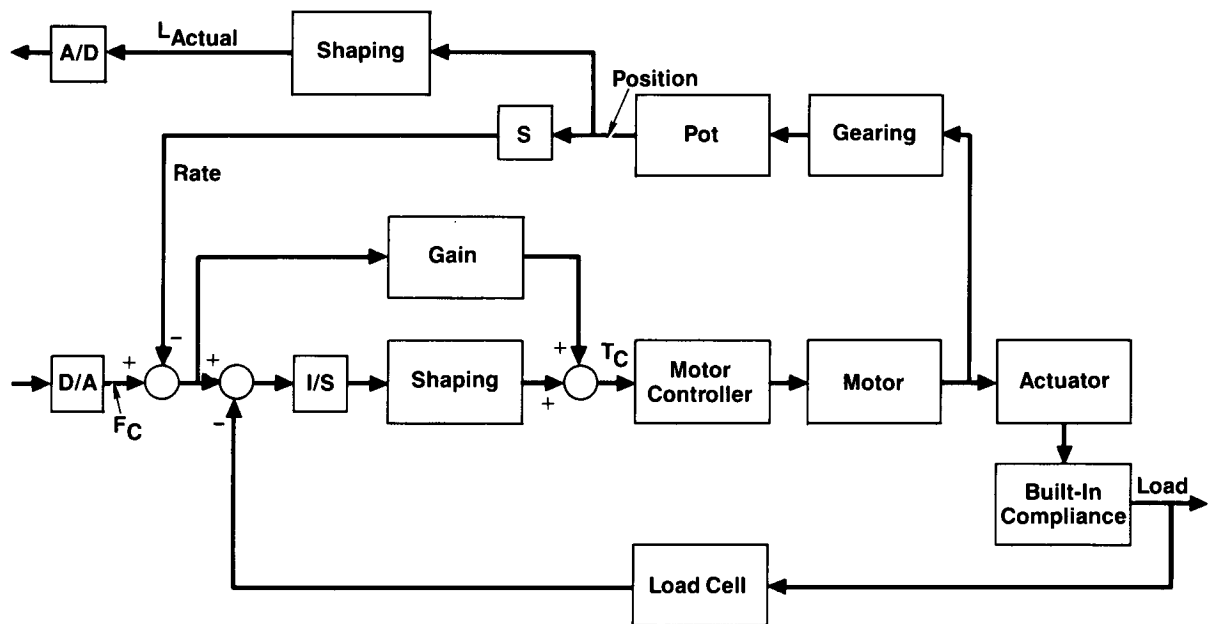 L_Actual
A/D
Shaping
Position
S
Pot
Gearing
Rate
Gain
−
+
+
+
T_C
D/A
I/S
Shaping
Motor
Controller
Motor
Actuator
+
F_C
−
Built-In
Compliance
Load
Load Cell